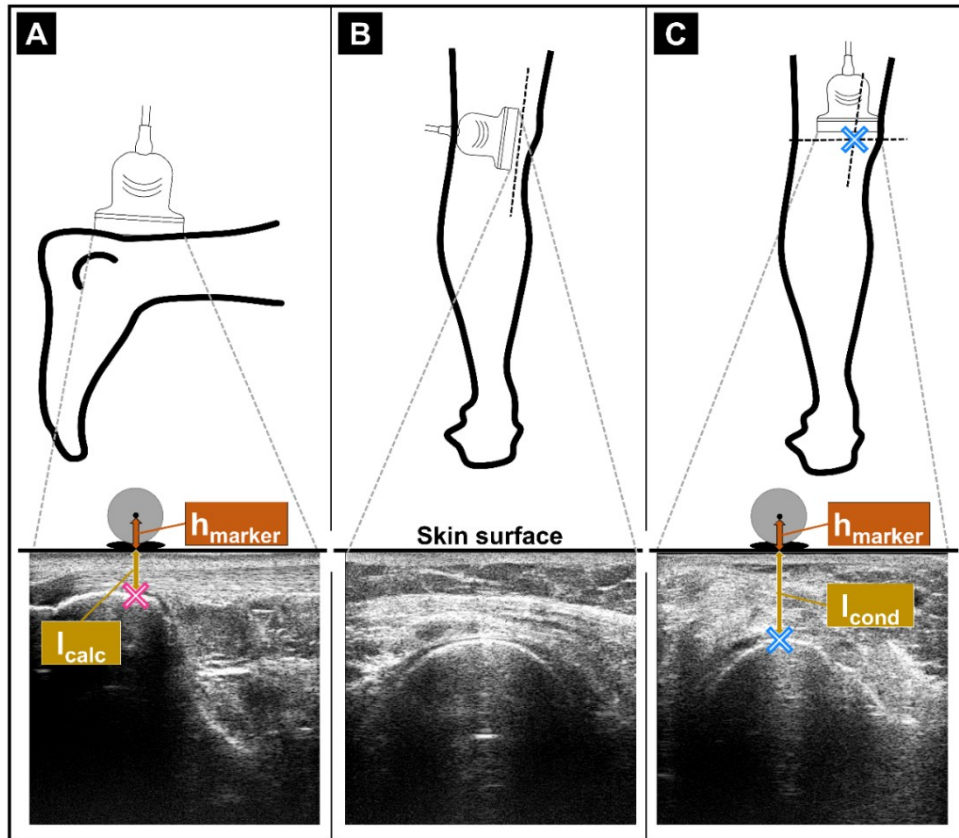 A
B
C
h_marker
l_calc
Skin surface
h_marker
l_cond